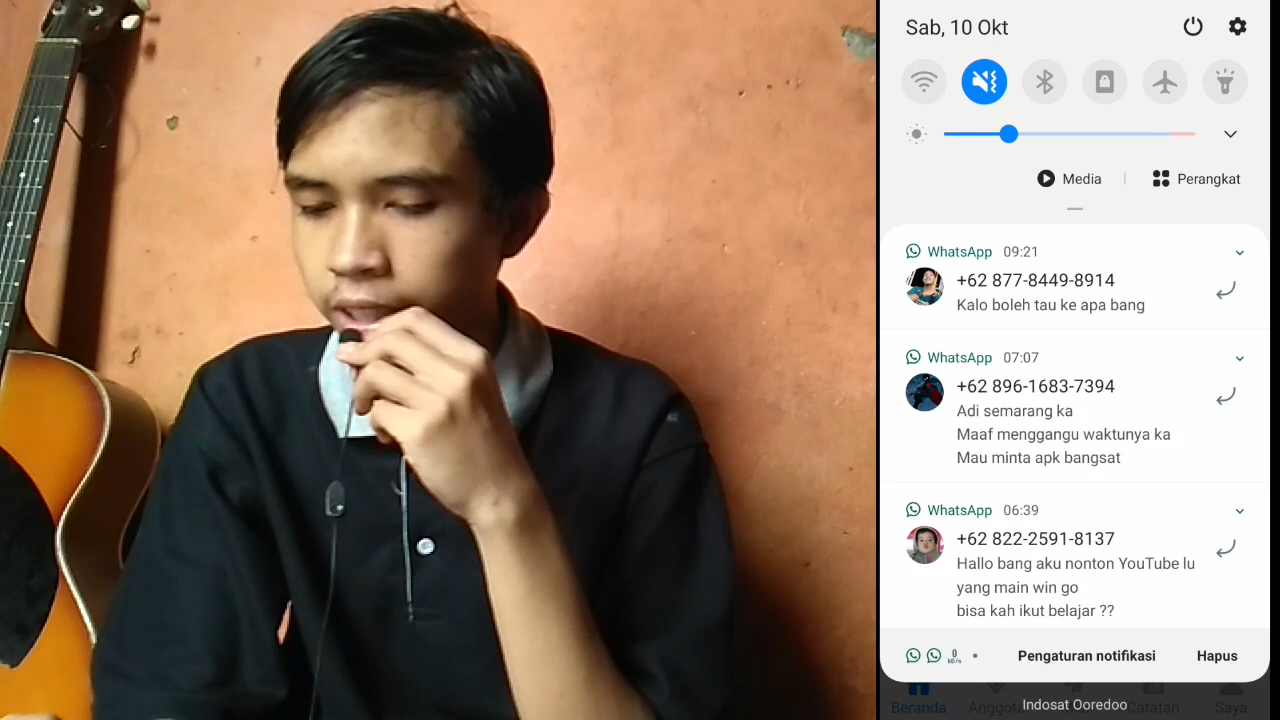 Sab, 10 Okt
Media
Perangkat
WhatsApp 09:21
+62 877-8449-8914
Kalo boleh tau ke apa bang
WhatsApp 07:07
+62 896-1683-7394
Adi semarang ka
Maaf menggangu waktunya ka
Mau minta apk bangsat
WhatsApp 06:39
+62 822-2591-8137
Hallo bang aku nonton YouTube lu
yang main win go
bisa kah ikut belajar ??
0 kB/s
Pengaturan notifikasi
Hapus
Beranda
Saya
Indosat Ooredoo